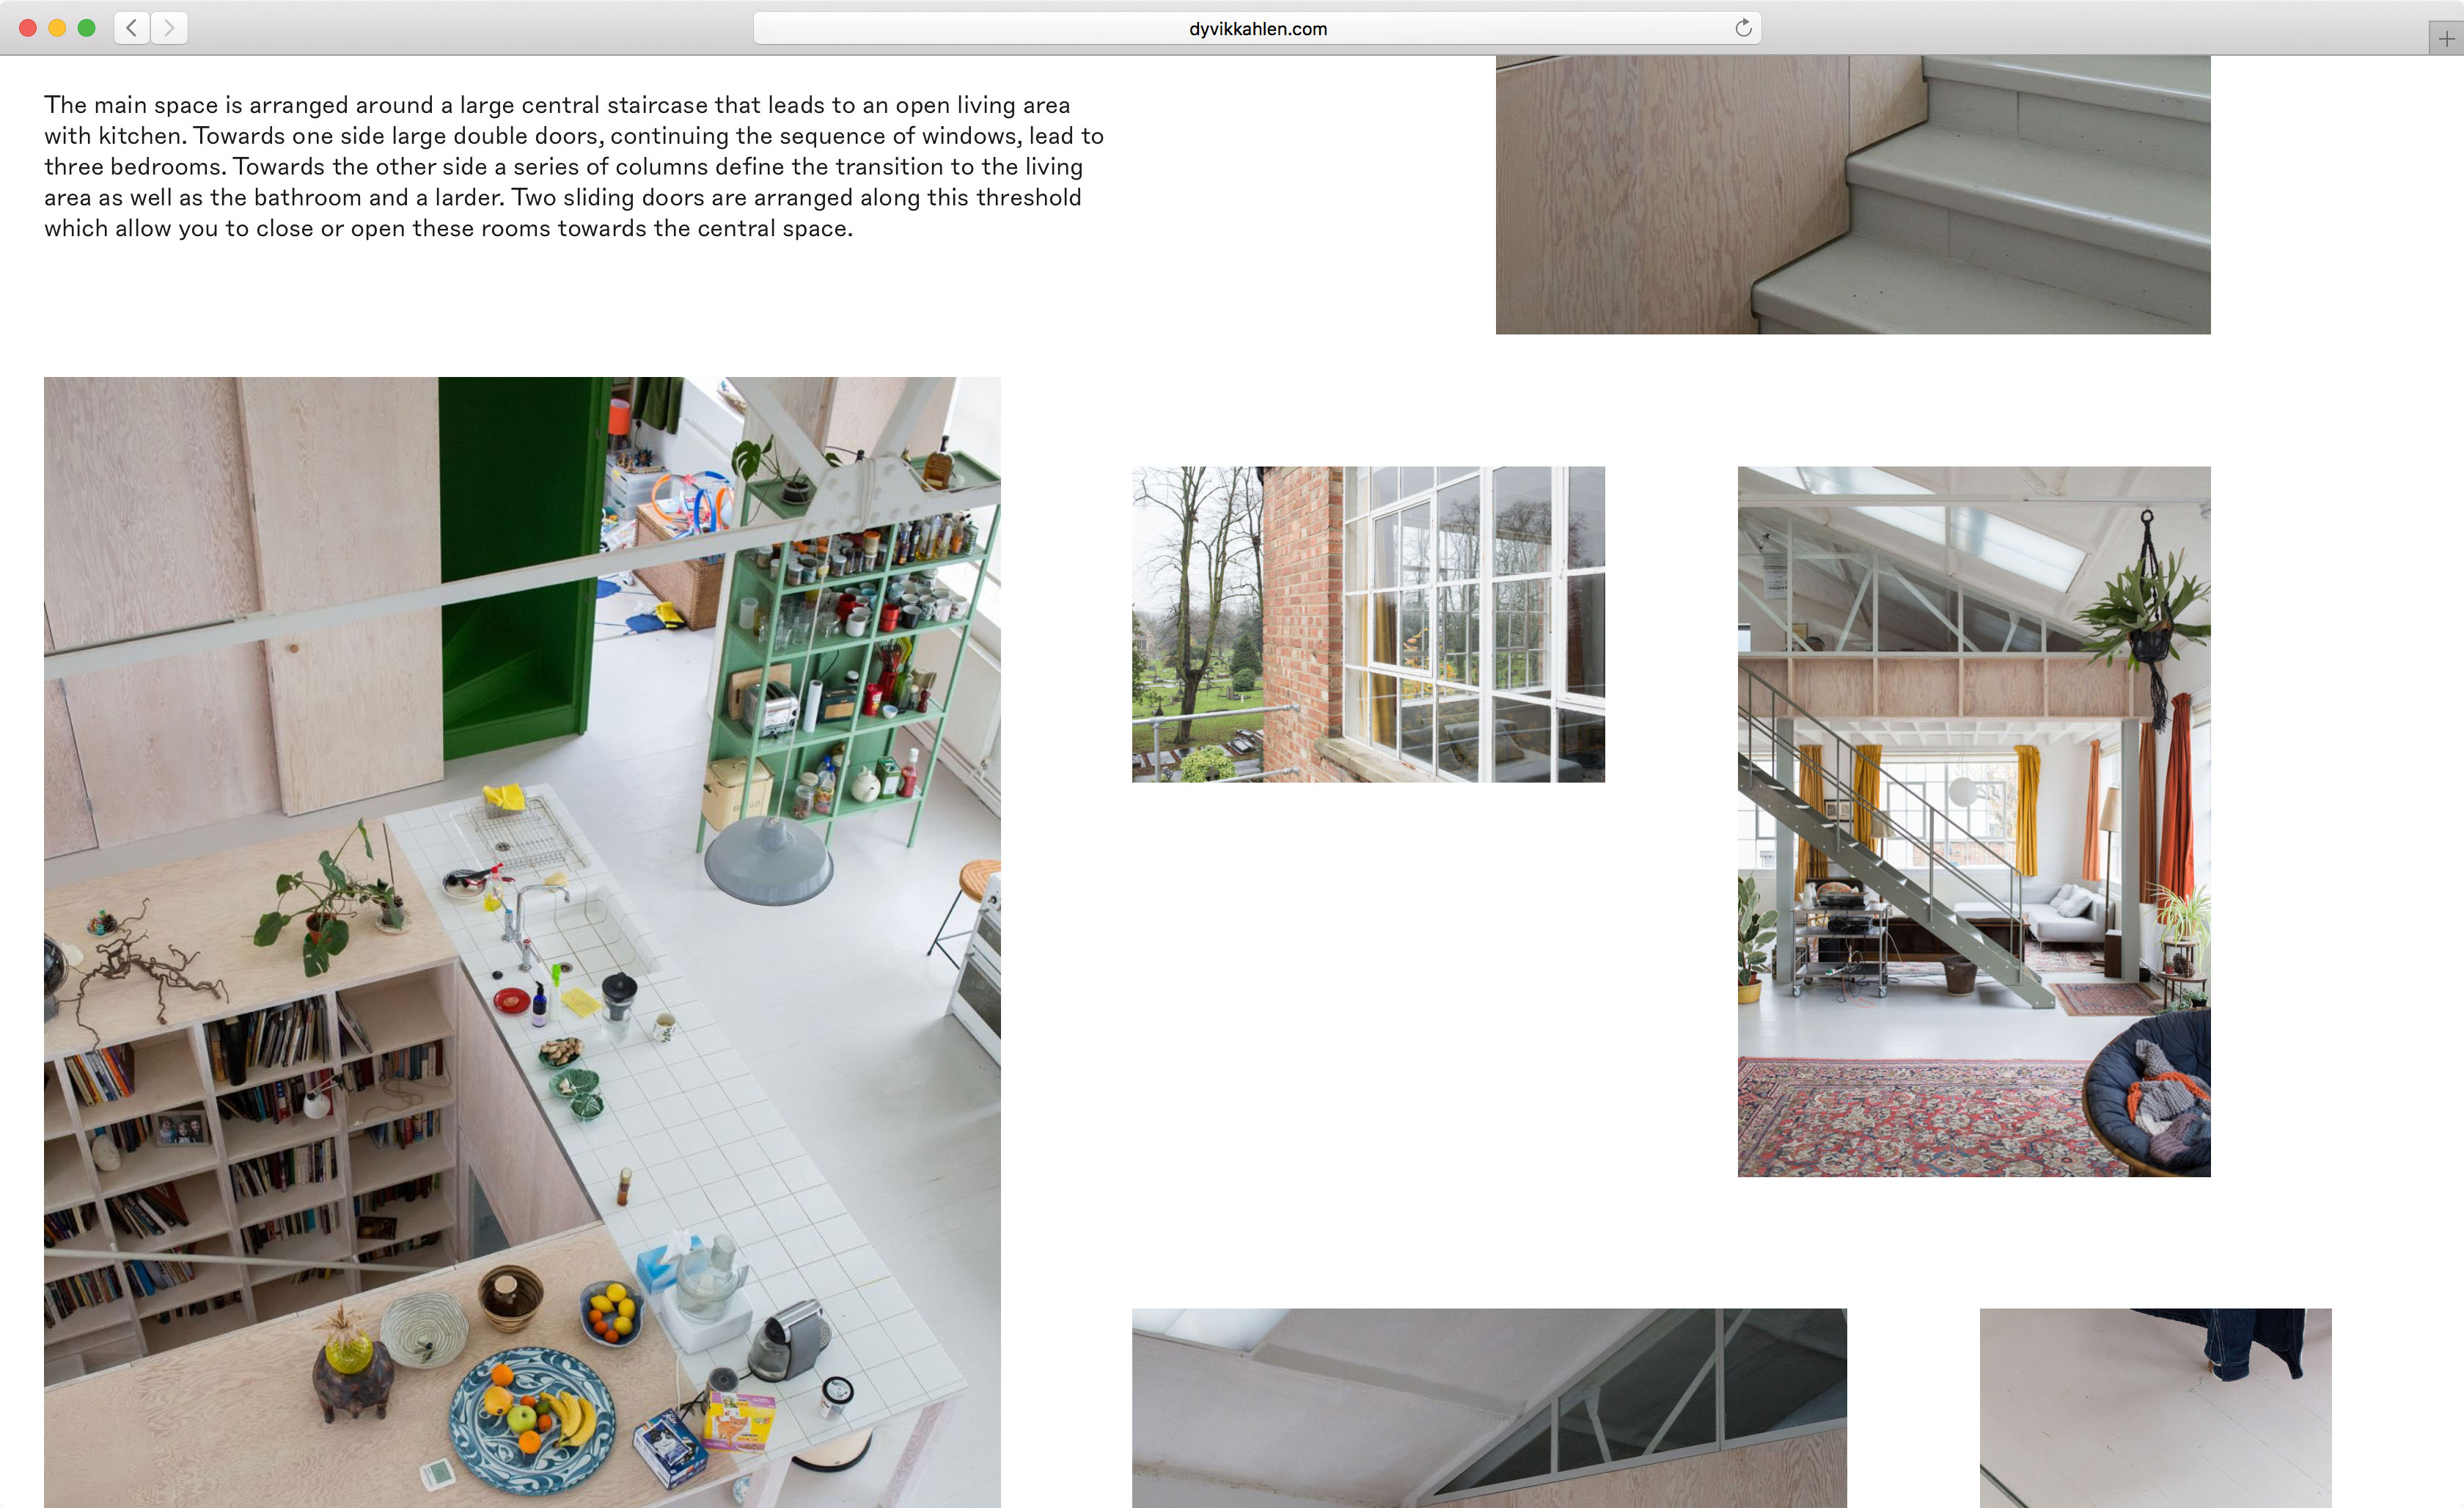 dyvikkahlen.com
The main space is arranged around a large central staircase that leads to an open living area
with kitchen. Towards one side large double doors, continuing the sequence of windows, lead to
three bedrooms. Towards the other side a series of columns define the transition to the living
area as well as the bathroom and a larder. Two sliding doors are arranged along this threshold
which allow you to close or open these rooms towards the central space.